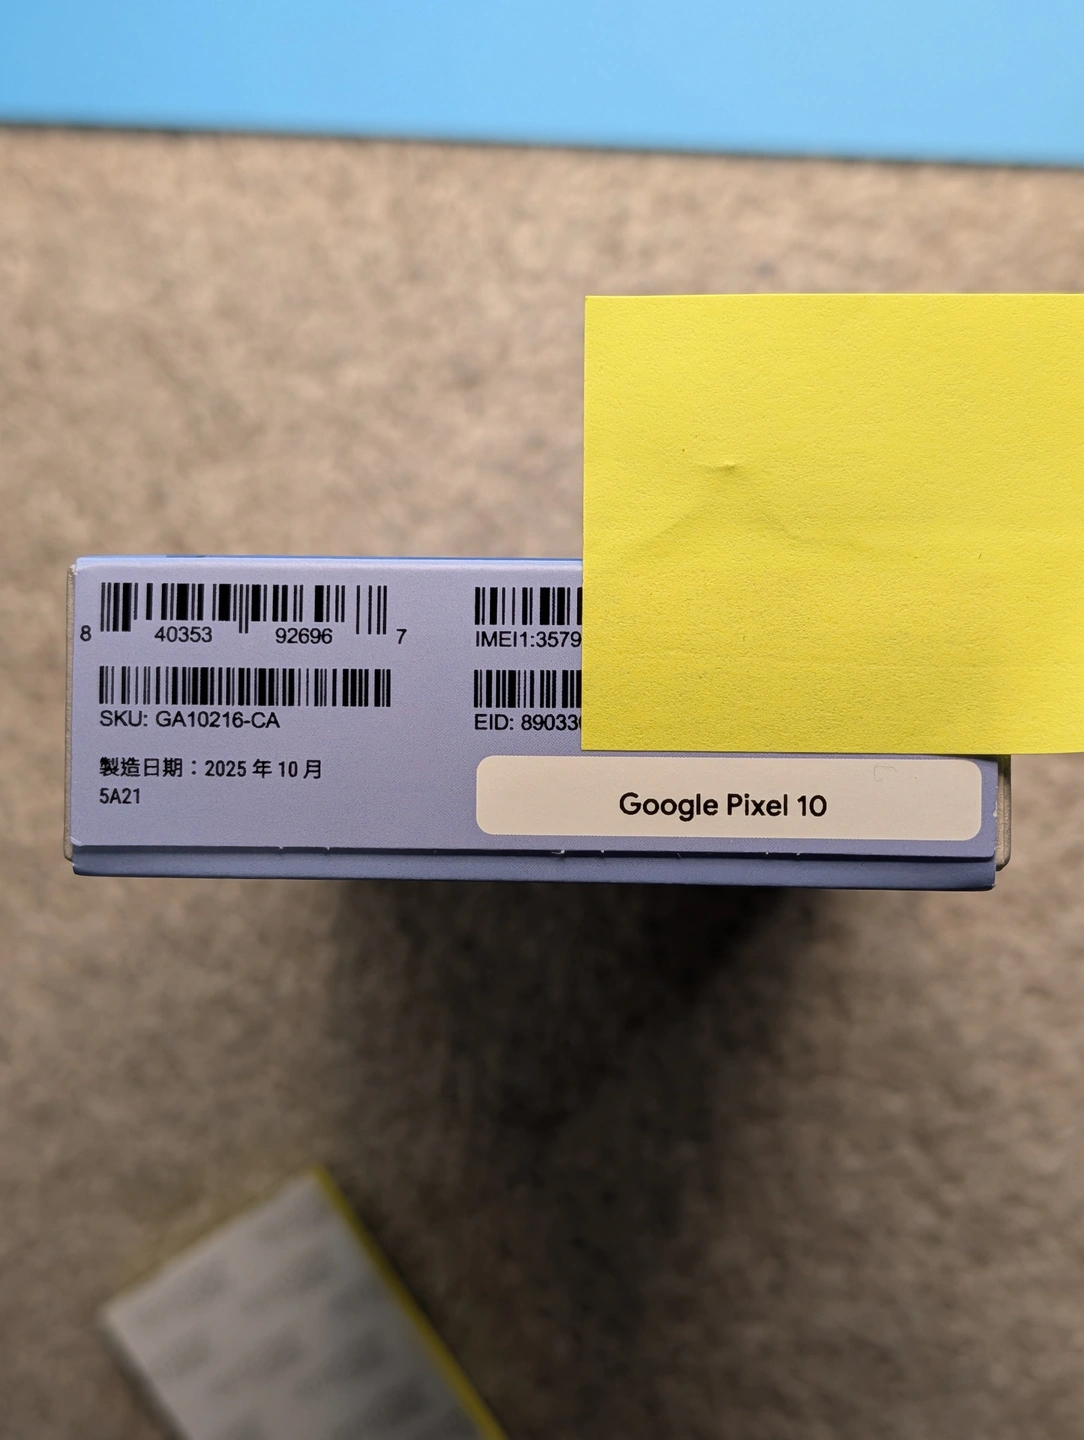 8 40353 92696 7
SKU: GA10216-CA
製造日期：2025 年 10 月
5A21
IMEI1:3579
EID: 89033
Google Pixel 10